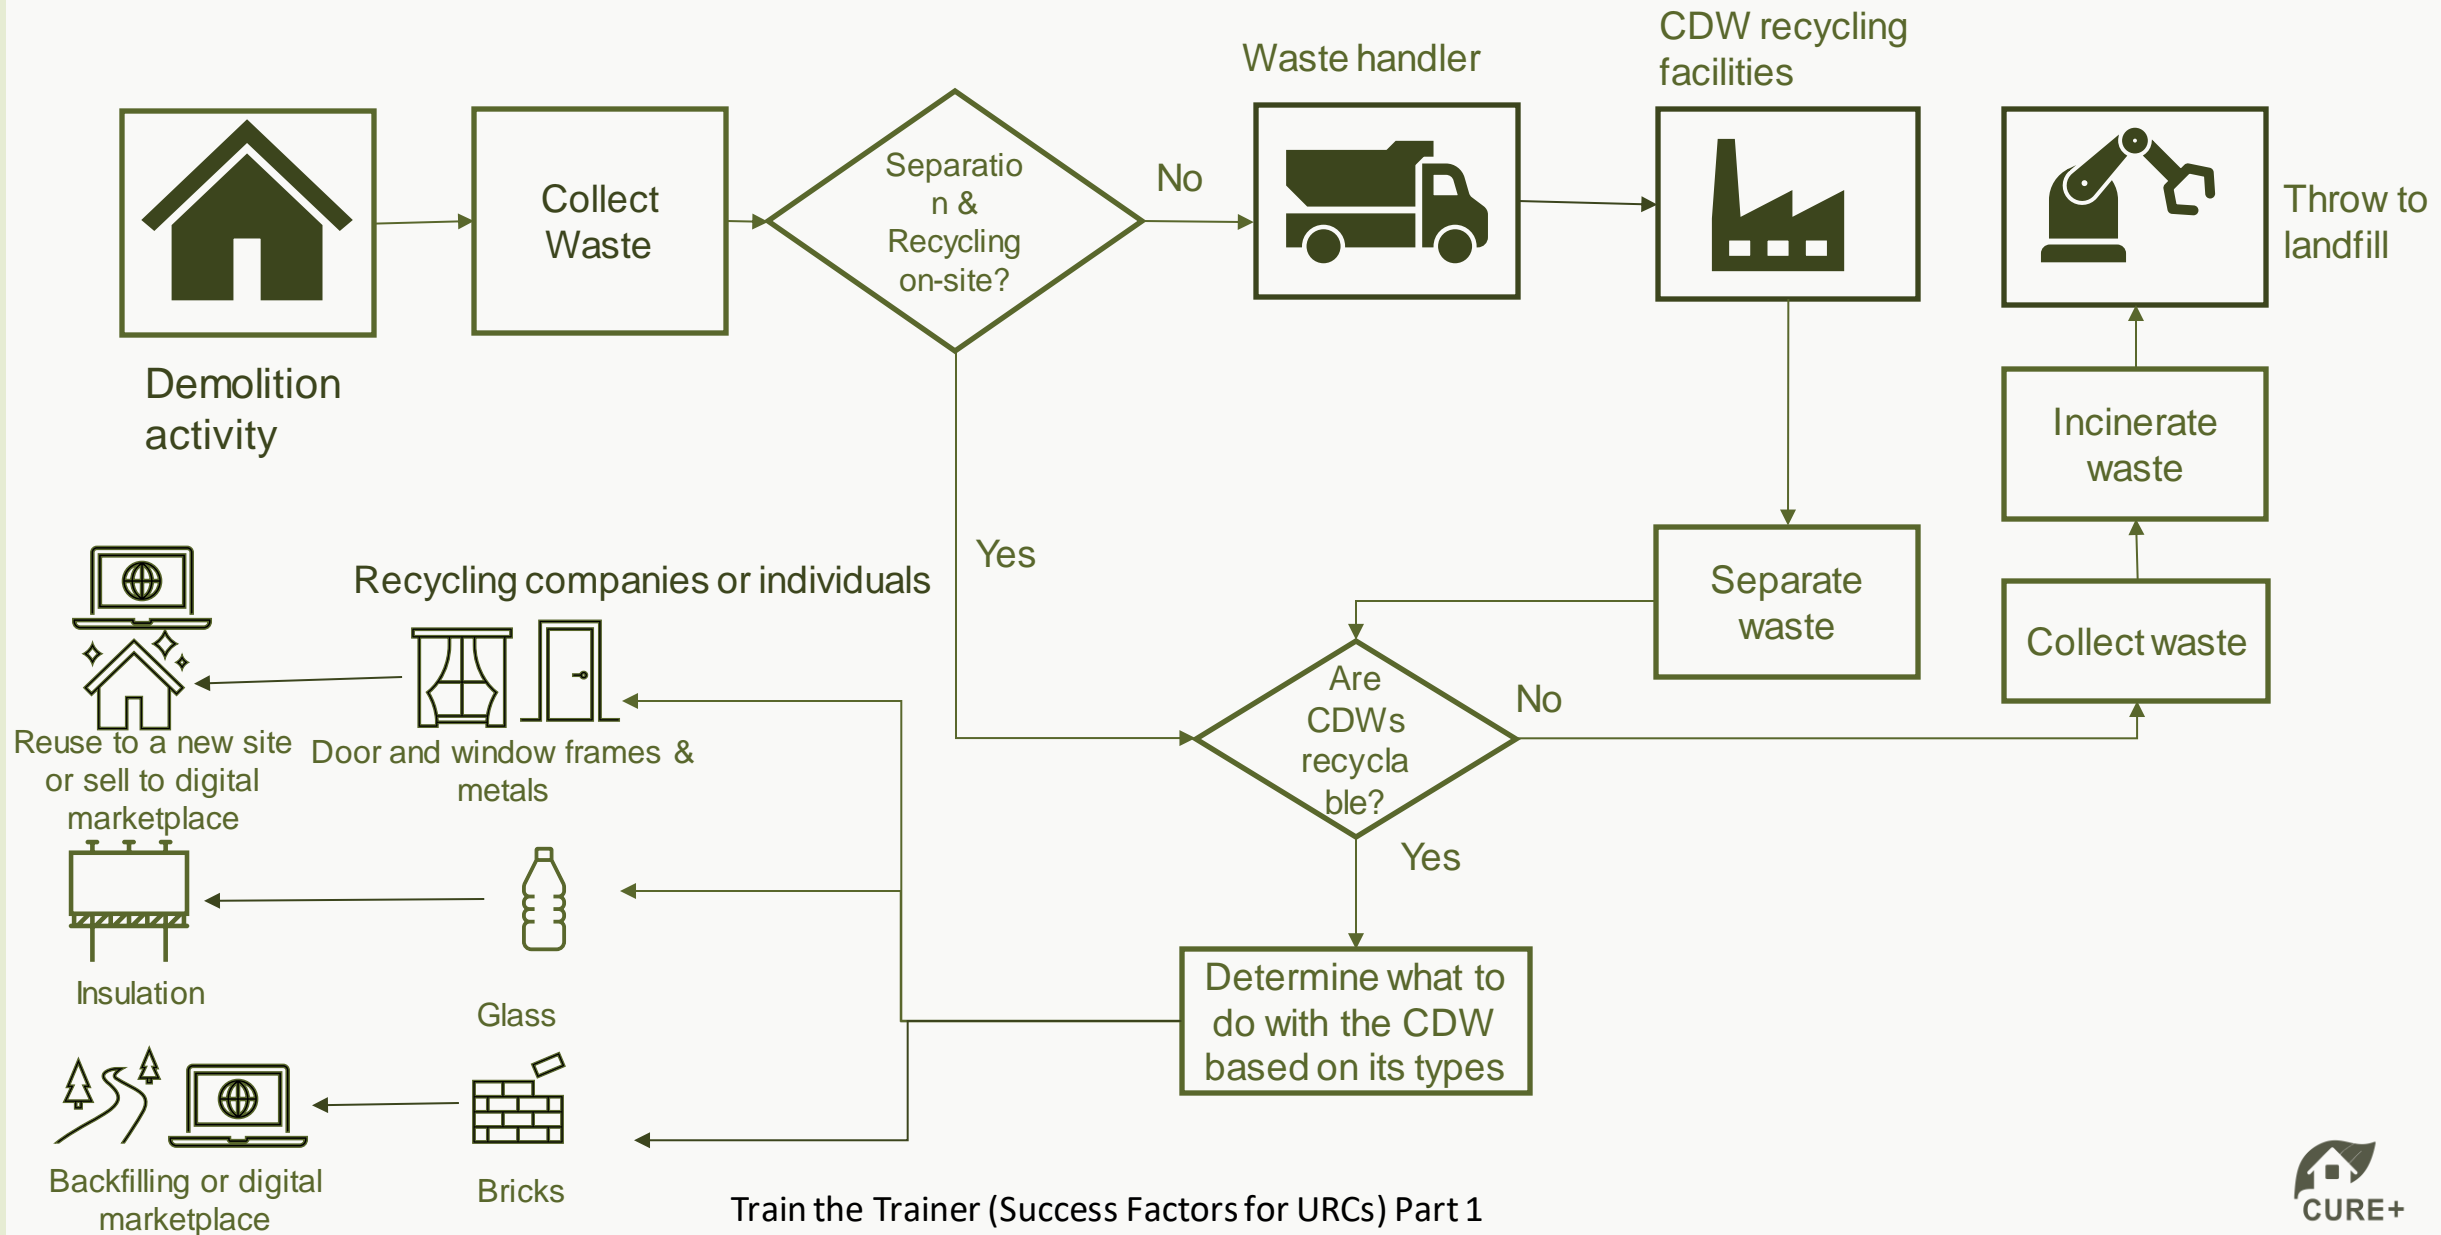 CDW recycling
facilities
Waste handler
Collect
Waste
Separatio
n &
Recycling
on-site?
No
Throw to
landfill
Demolition
activity
Incinerate
waste
Yes
Recycling companies or individuals
Separate
waste
Collect waste
Are
CDWs
recycla
ble?
No
Reuse to a new site
or sell to digital
marketplace
Door and window frames &
metals
Yes
Insulation
Glass
Determine what to
do with the CDW
based on its types
Backfilling or digital
marketplace
Bricks
Train the Trainer (Success Factors for URCs) Part 1
CURE+